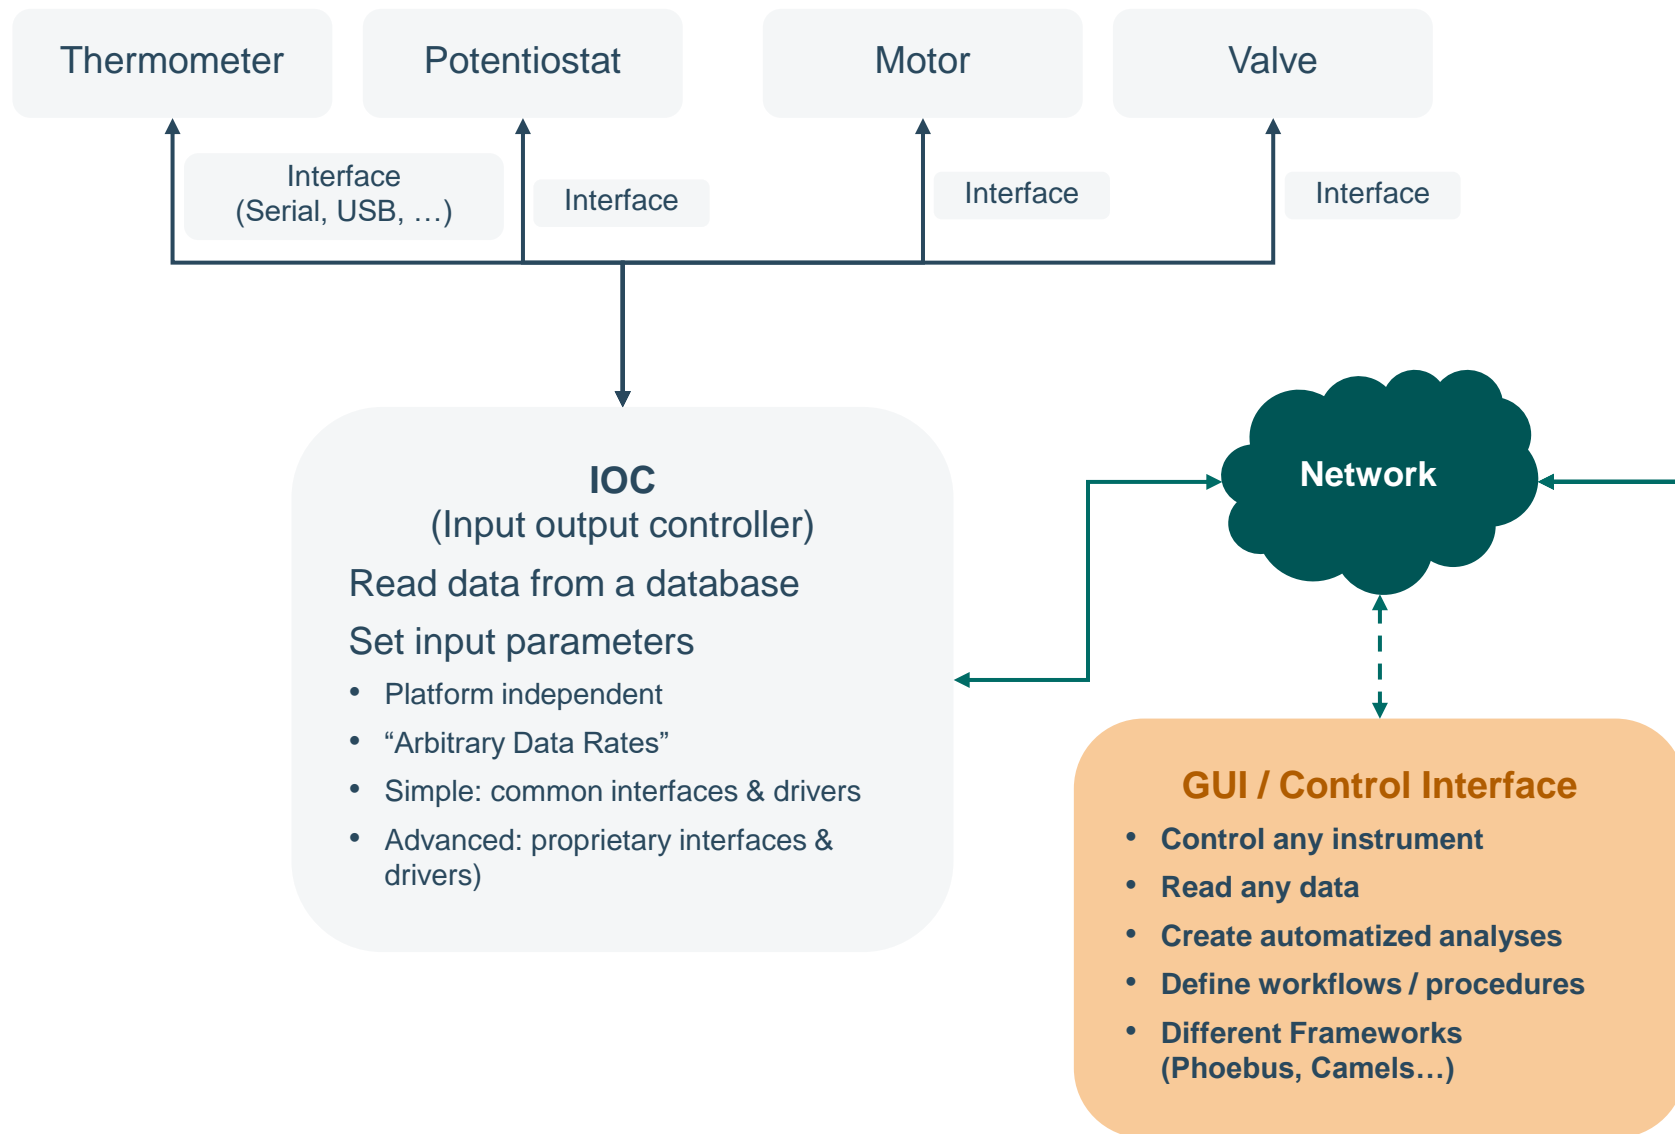 Thermometer
Potentiostat
Motor
Valve
Interface
(Serial, USB, …)
Interface
Interface
Interface
IOC
(Input output controller)
Read data from a database
Set input parameters
• Platform independent
• “Arbitrary Data Rates”
• Simple: common interfaces & drivers
• Advanced: proprietary interfaces &
drivers)
Network
GUI / Control Interface
• Control any instrument
• Read any data
• Create automatized analyses
• Define workflows / procedures
• Different Frameworks
(Phoebus, Camels…)